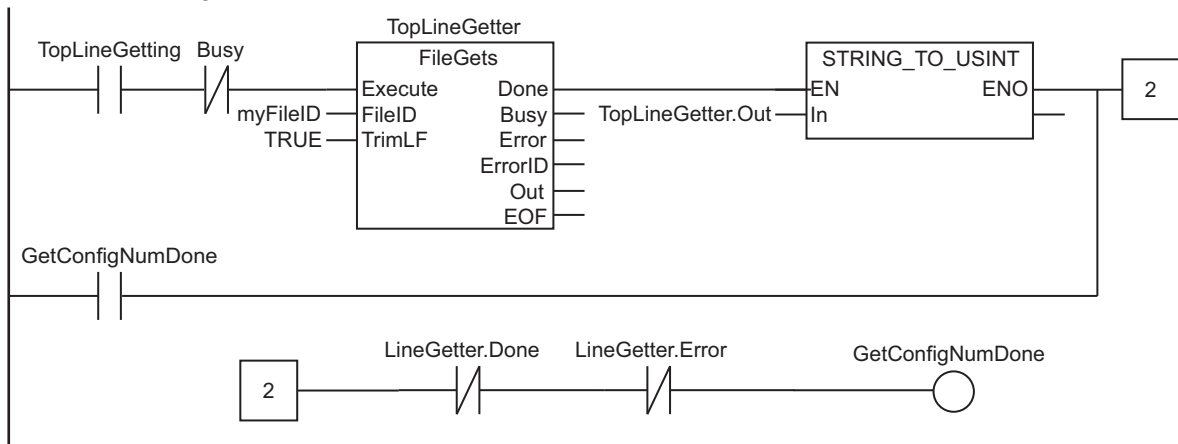 TopLineGetter
TopLineGetting Busy FileGets STRING_TO_USINT
Execute Done EN ENO 2
myFileID FileID Busy TopLineGetter.Out In
TRUE TrimLF Error
ErrorID
Out
EOF
GetConfigNumDone
LineGetter.Done LineGetter.Error GetConfigNumDone
2